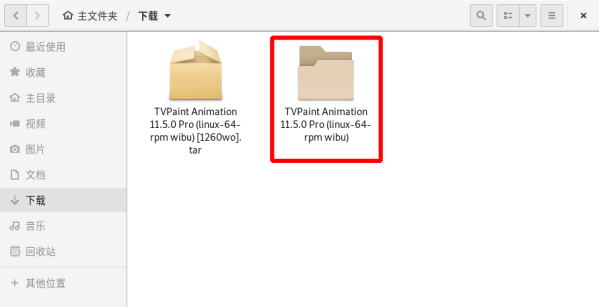 主文件夹 / 下载
最近使用
收藏
主目录
视频
图片
文档
下载
音乐
回收站
+ 其他位置
TVPaint Animation
11.5.0 Pro (linux-64-
rpm wibu) [1260wo].
tar
TVPaint Animation
11.5.0 Pro (linux-64-
rpm wibu)